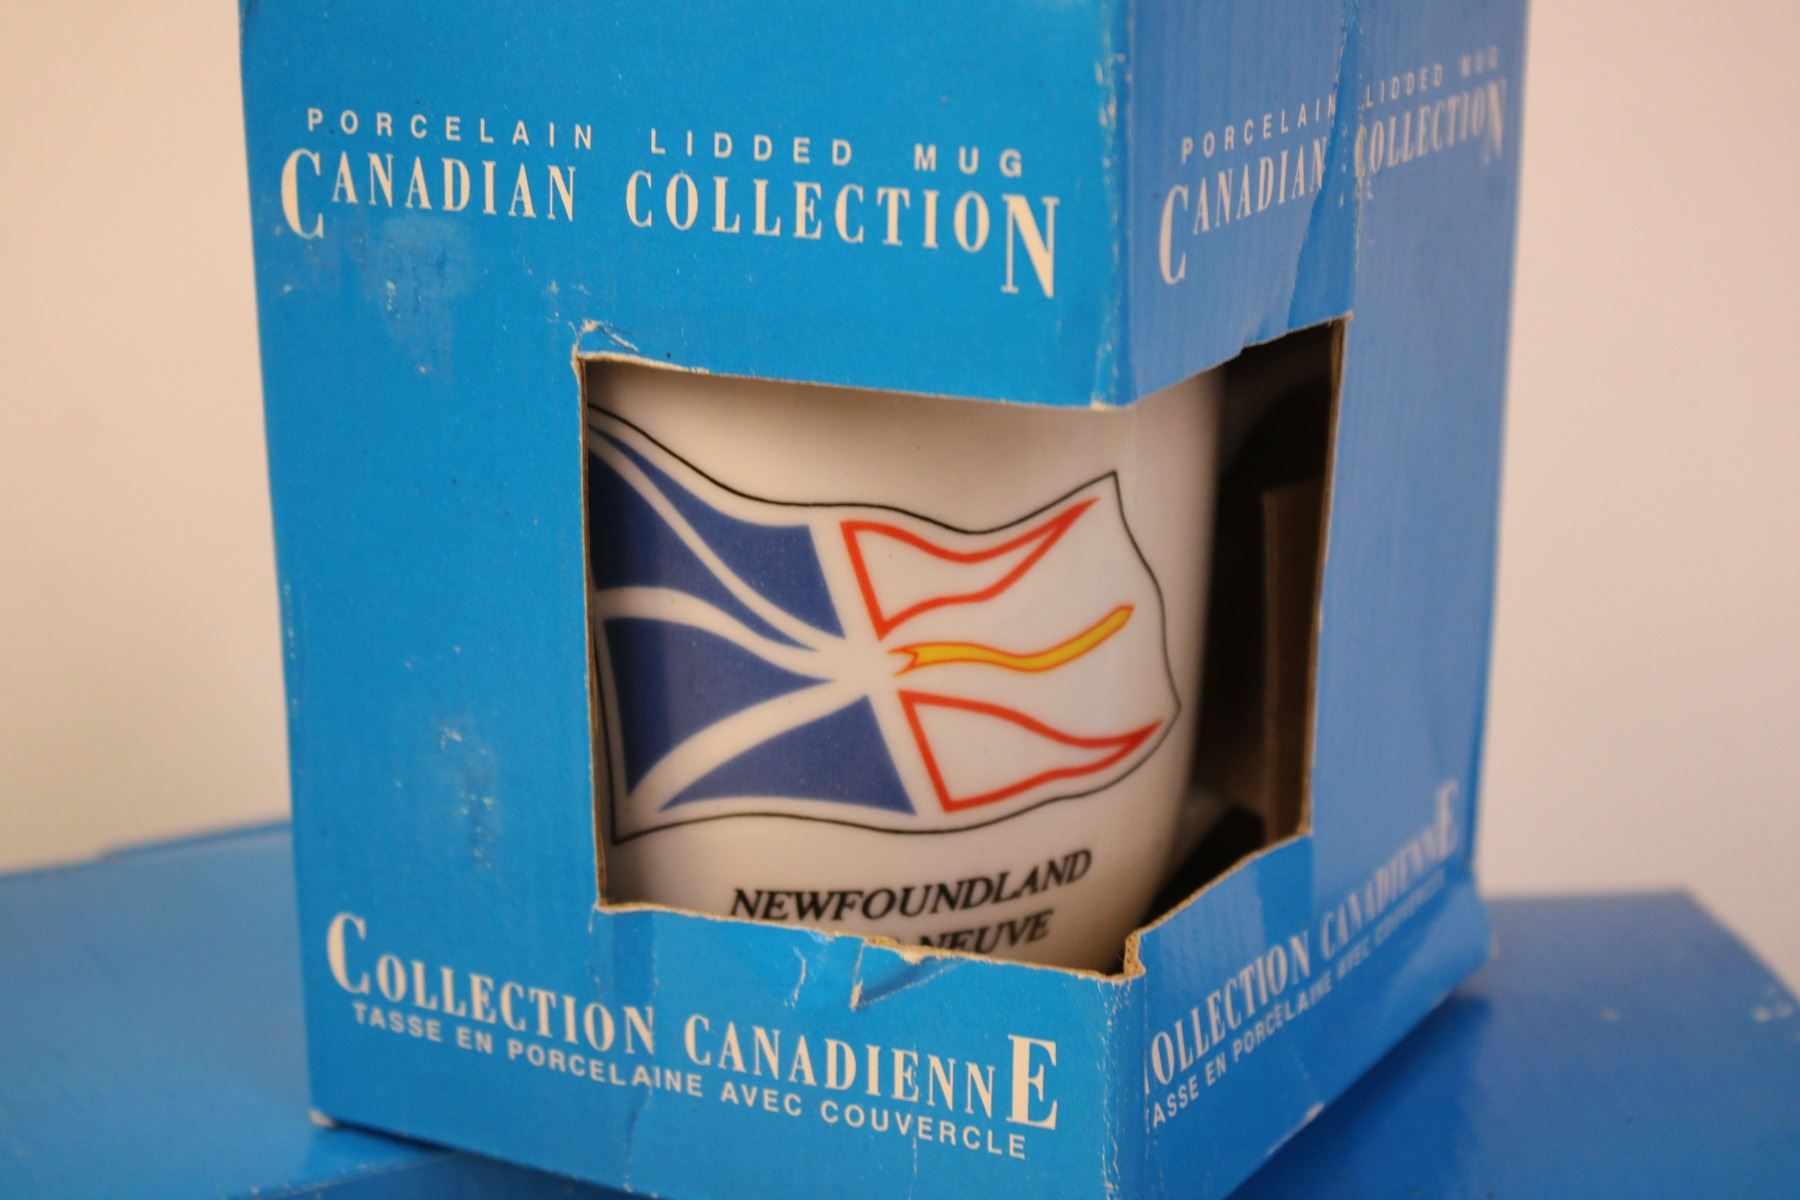 PORCELAIN LIDDED MUG
CANADIAN COLLECTION
NEWFOUNDLAND
NEUVE
COLLECTION CANADIENNE
TASSE EN PORCELAINE AVEC COUVERCLE
PORCELAIN LIDDED MUG
CANADIAN COLLECTION
COLLECTION CANADIENNE
TASSE EN PORCELAINE AVEC COUVERCLE